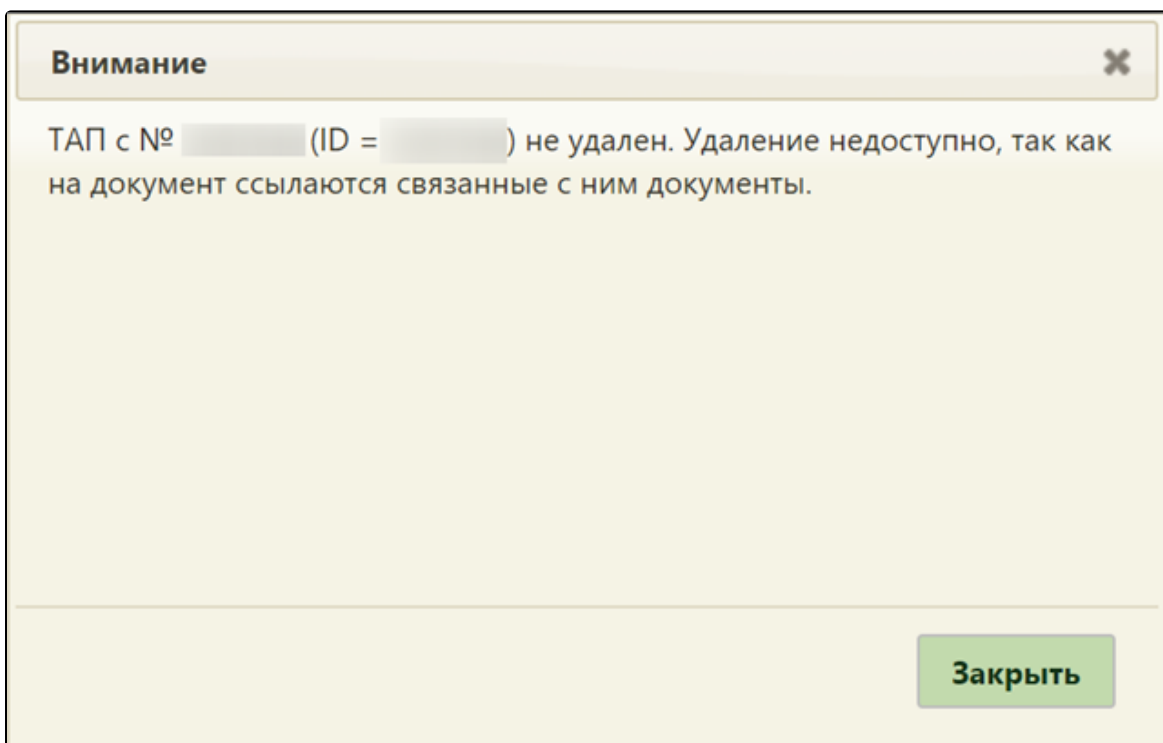 Внимание
ТАП с № (ID = ) не удален. Удаление недоступно, так как
на документ ссылаются связанные с ним документы.
Закрыть